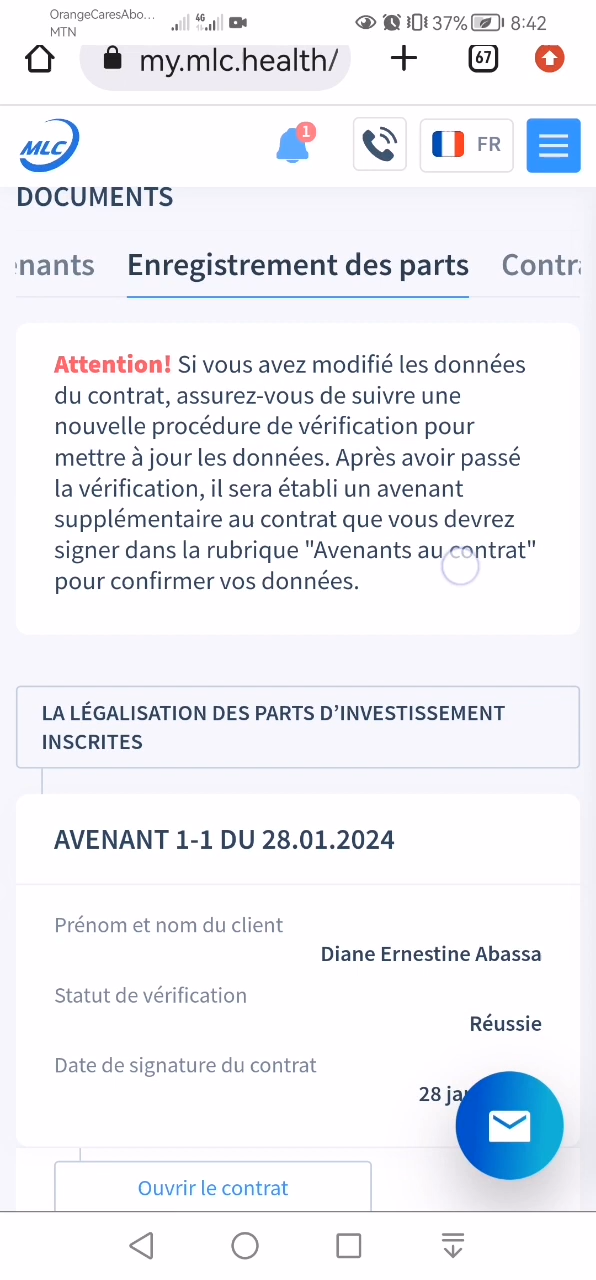 OrangeCaresAbo...
MTN
4G
37%
8:42
my.mlc.health/
67
MLC
1
FR
DOCUMENTS
enants
Enregistrement des parts
Contra
Attention! Si vous avez modifié les données
du contrat, assurez-vous de suivre une
nouvelle procédure de vérification pour
mettre à jour les données. Après avoir passé
la vérification, il sera établi un avenant
supplémentaire au contrat que vous devrez
signer dans la rubrique "Avenants au contrat"
pour confirmer vos données.
LA LÉGALISATION DES PARTS D’INVESTISSEMENT
INSCRITES
AVENANT 1-1 DU 28.01.2024
Prénom et nom du client
Diane Ernestine Abassa
Statut de vérification
Réussie
Date de signature du contrat
28 ja
Ouvrir le contrat